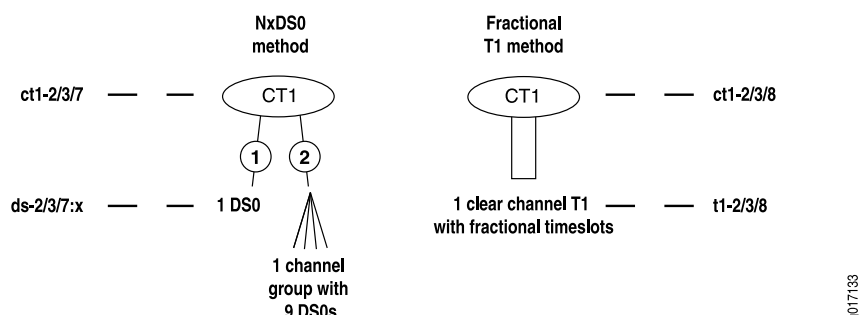 NxDS0
method
Fractional
T1 method
ct1-2/3/7
CT1
CT1
ct1-2/3/8
1
2
ds-2/3/7:x
1 DS0
1 clear channel T1
with fractional timeslots
t1-2/3/8
1 channel
group with
9 DS0s
g017133